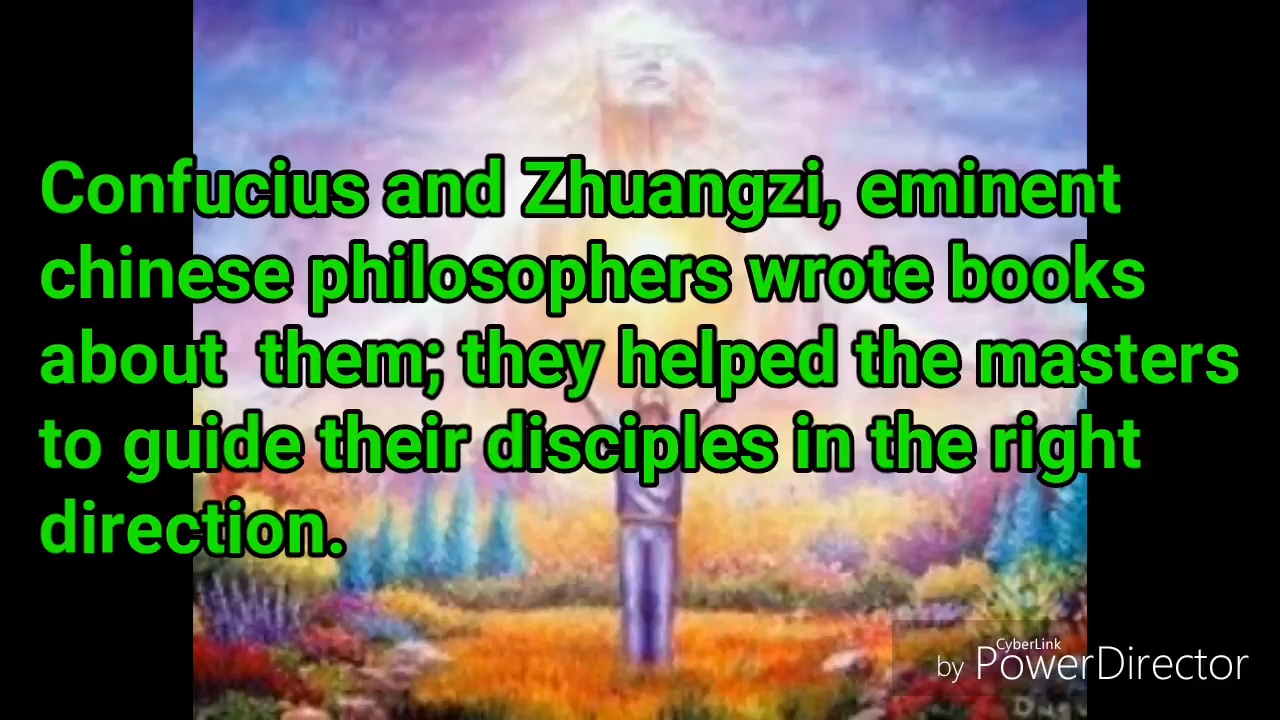 Confucius and Zhuangzi, eminent
chinese philosophers wrote books
about  them; they helped the masters
to guide their disciples in the right
direction.
CyberLink
by PowerDirector